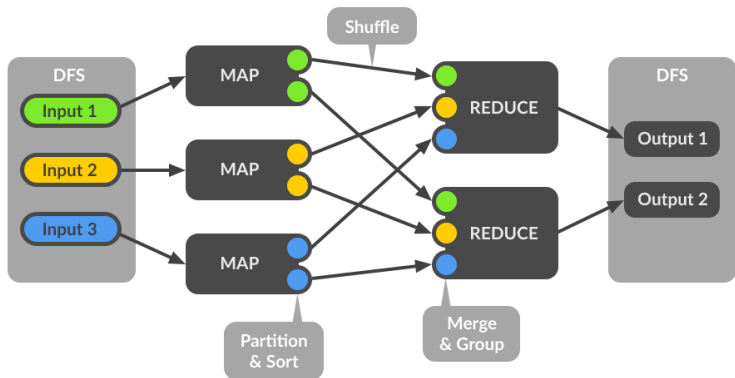 Shuffle
DFS
Input 1
Input 2
Input 3
MAP
MAP
MAP
Partition
& Sort
REDUCE
REDUCE
Merge
& Group
DFS
Output 1
Output 2